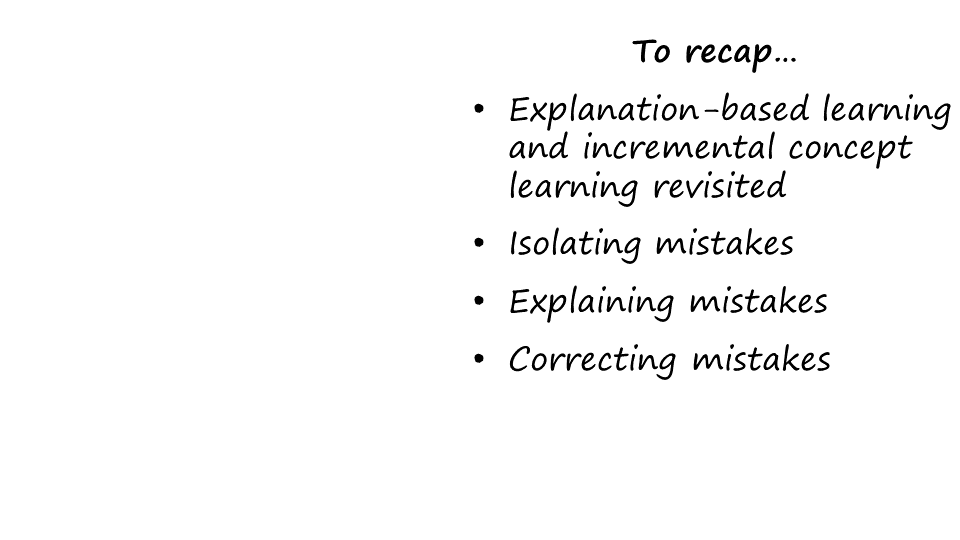 To recap...
• Explanation-based learning
and incremental concept
learning revisited
• Isolating mistakes
• Explaining mistakes
• Correcting mistakes